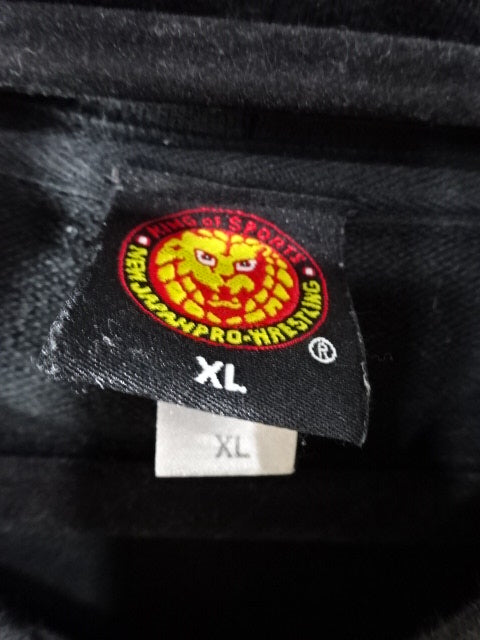 KING of SPORTS
NEW JAPAN PRO-WRESTLING
®
XL
XL